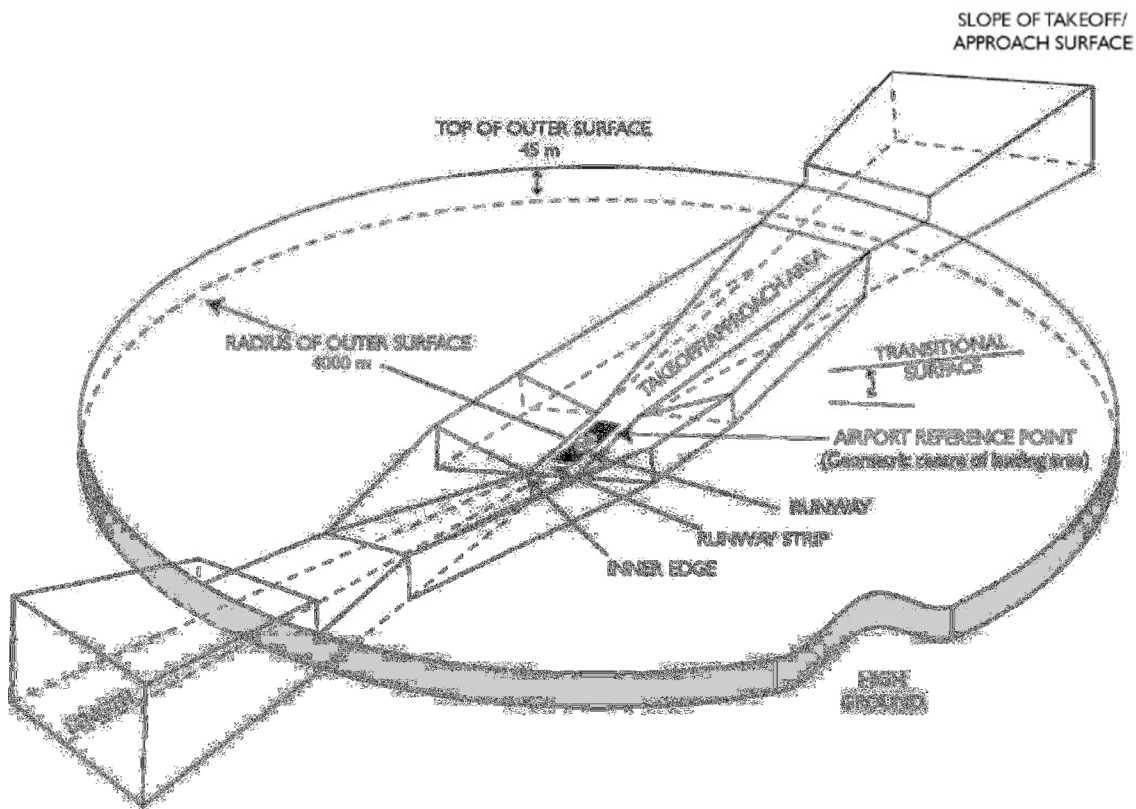 SLOPE OF TAKEOFF/
APPROACH SURFACE
TOP OF OUTER SURFACE
45 m
RADIUS OF OUTER SURFACE
4000 m
TAKEOFF/APPROACH AREA
TRANSITIONAL
SURFACE
AIRPORT REFERENCE POINT
(Geometric centre of landing area)
RUNWAY
RUNWAY STRIP
INNER EDGE
GROUND